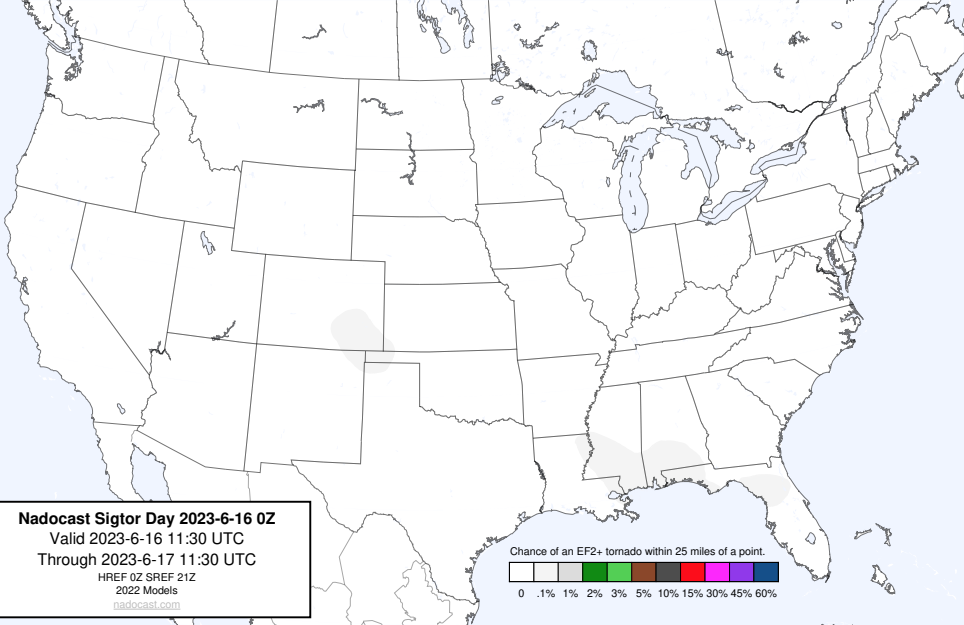 Nadocast Sigtor Day 2023-6-16 0Z
Valid 2023-6-16 11:30 UTC
Through 2023-6-17 11:30 UTC
HREF 0Z SREF 21Z
2022 Models
nadocast.com
Chance of an EF2+ tornado within 25 miles of a point.
0 .1% 1% 2% 3% 5% 10% 15% 30% 45% 60%